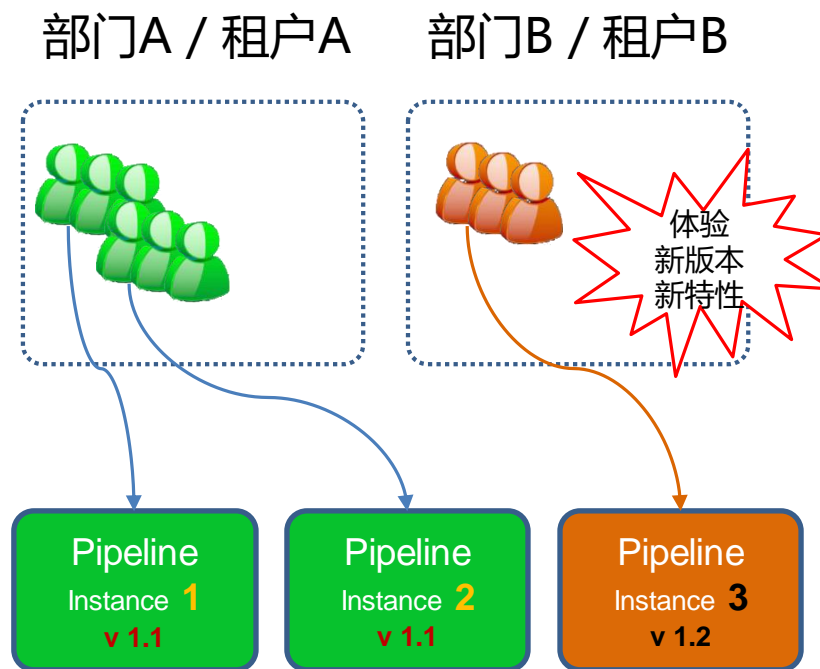 部门A / 租户A
部门B / 租户B
体验
新版本
新特性
Pipeline
Instance 1
v 1.1
Pipeline
Instance 2
v 1.1
Pipeline
Instance 3
v 1.2